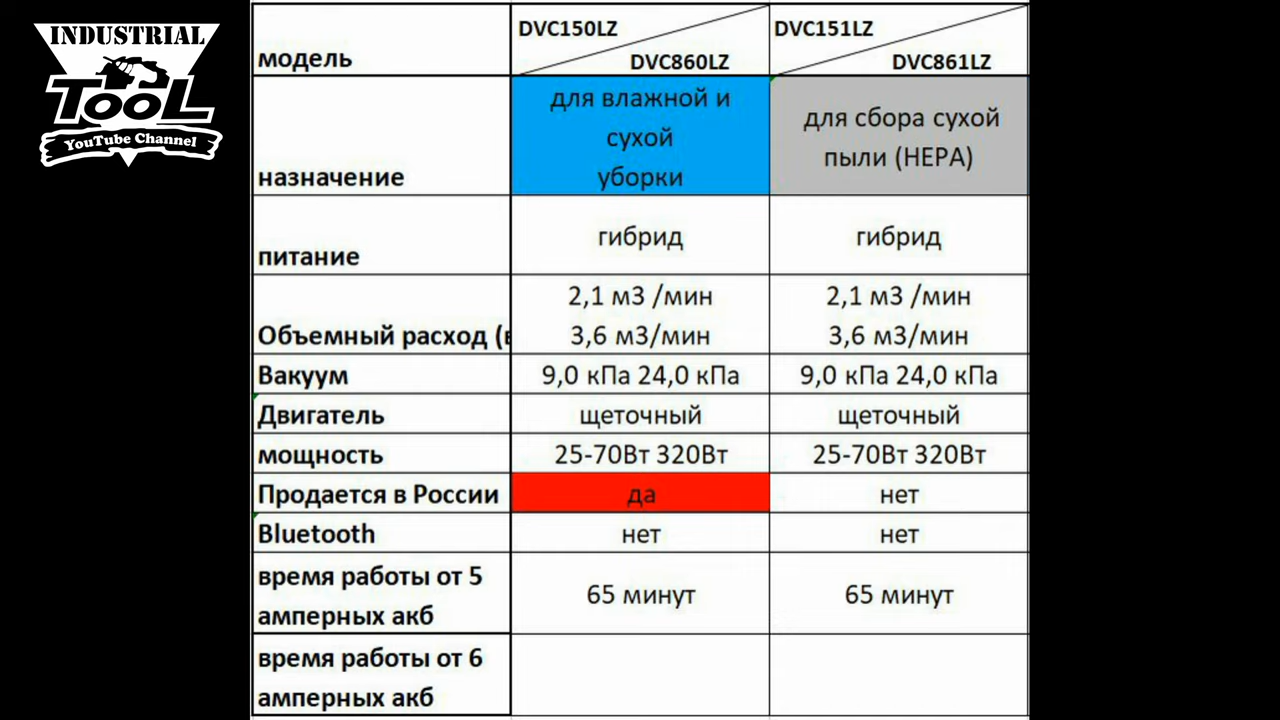 INDUSTRIAL
TOOL
YouTube Channel
модель
DVC150LZ
DVC860LZ
DVC151LZ
DVC861LZ
назначение
для влажной и
сухой
уборки
для сбора сухой
пыли (HEPA)
питание
гибрид
гибрид
Объемный расход (в
2,1 м3 /мин
3,6 м3/мин
2,1 м3 /мин
3,6 м3/мин
Вакуум
9,0 кПа 24,0 кПа
9,0 кПа 24,0 кПа
Двигатель
щеточный
щеточный
мощность
25-70Вт 320Вт
25-70Вт 320Вт
Продается в России
да
нет
Bluetooth
нет
нет
время работы от 5
амперных акб
65 минут
65 минут
время работы от 6
амперных акб